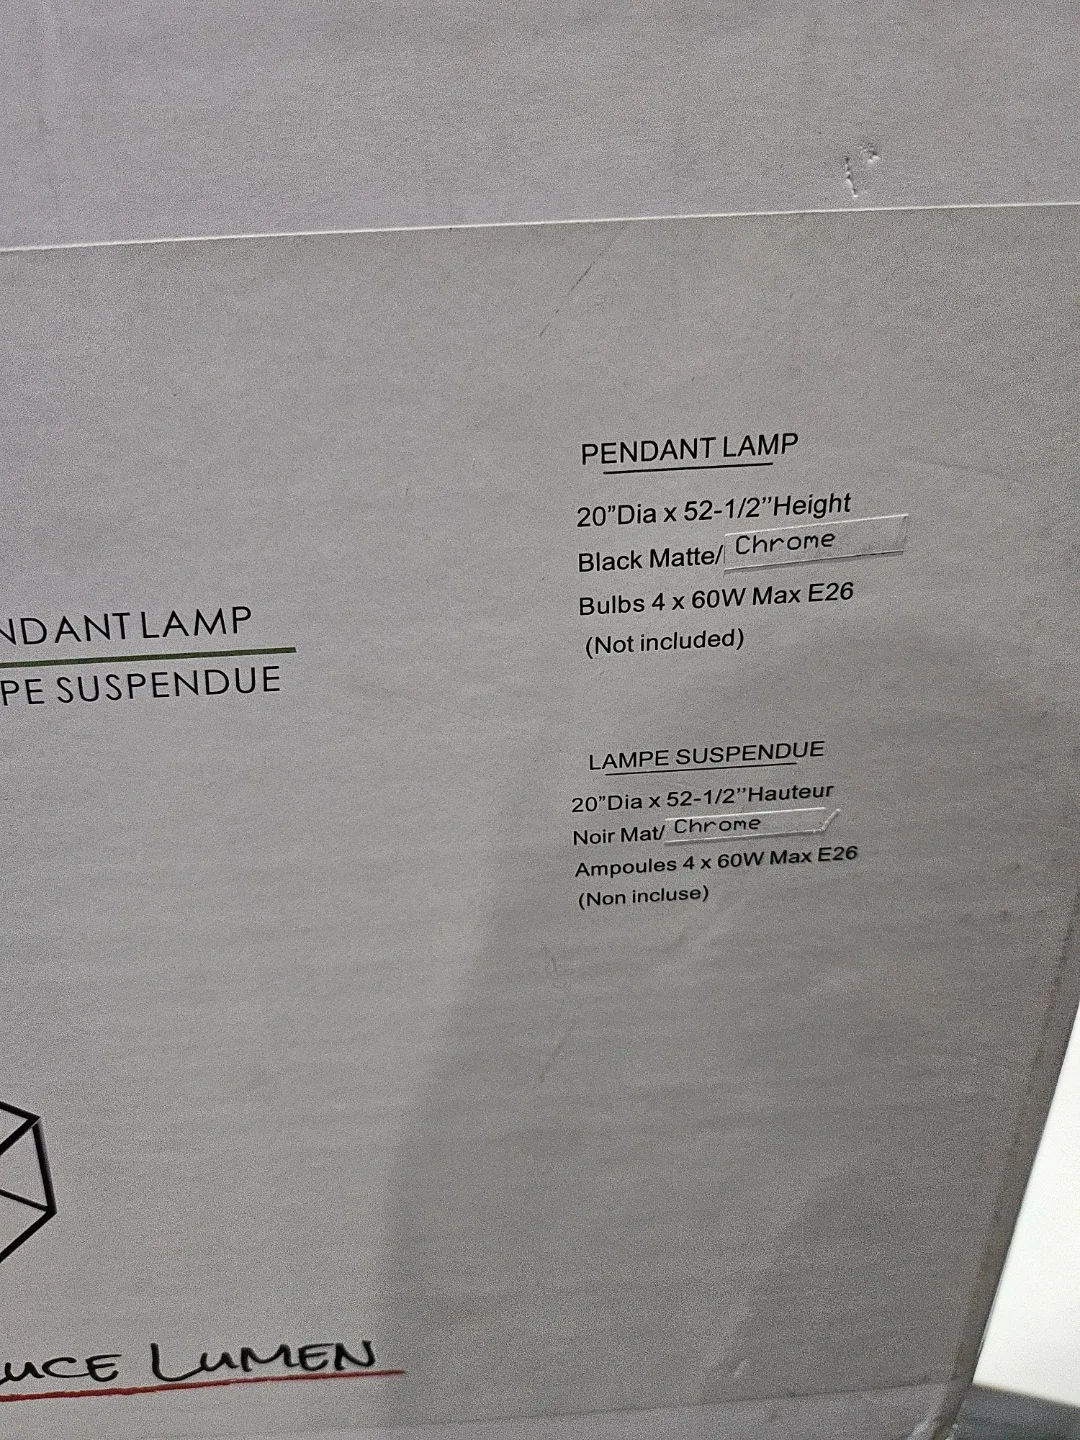 PENDANT LAMP
20"Dia x 52-1/2"Height
Black Matte/ Chrome
Bulbs 4 x 60W Max E26
(Not included)
LAMPE SUSPENDUE
20"Dia x 52-1/2"Hauteur
Noir Mat/ Chrome
Ampoules 4 x 60W Max E26
(Non incluse)
NDANT LAMP
PE SUSPENDUE
UCE LUMEN